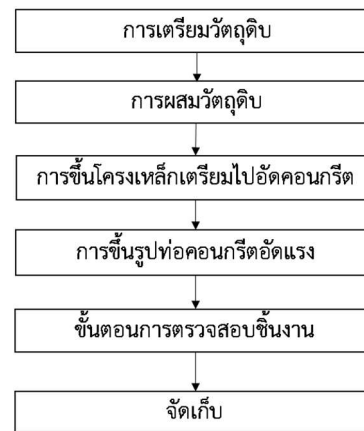 การเตรียมวัตถุดิบ
การผสมวัตถุดิบ
การขึ้นโครงเหล็กเตรียมไปอัดคอนกรีต
การขึ้นรูปท่อคอนกรีตอัดแรง
ขั้นตอนการตรวจสอบชิ้นงาน
จัดเก็บ